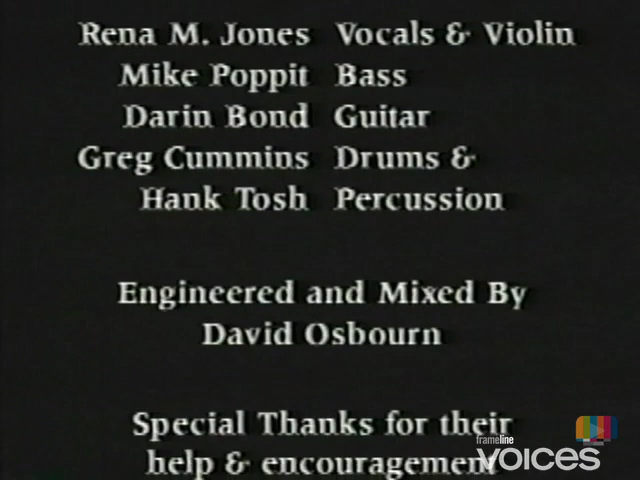 Rena M. Jones Vocals & Violin
Mike Poppit Bass
Darin Bond Guitar
Greg Cummins Drums &
Hank Tosh Percussion
Engineered and Mixed By
David Osbourn
Special Thanks for their
help & encouragement
frameline
VOICES